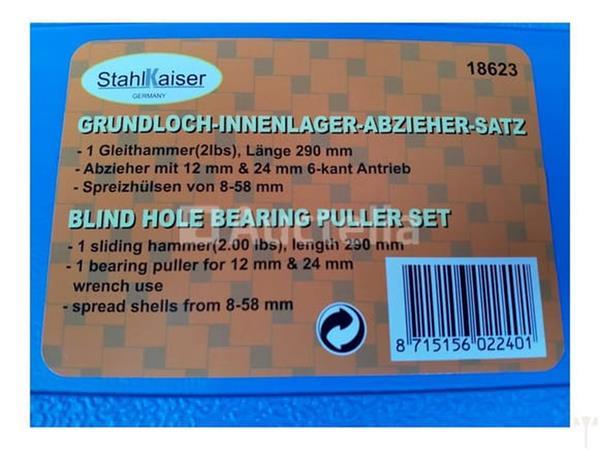 StahlKaiser
GERMANY
18623
GRUNDLOCH-INNENLAGER-ABZIEHER-SATZ
- 1 Gleithammer(2lbs), Länge 290 mm
- Abzieher mit 12 mm & 24 mm 6-kant Antrieb
- Spreizhülsen von 8-58 mm
BLIND HOLE BEARING PULLER SET
Auctelia
- 1 sliding hammer(2.00 lbs), length 290 mm
- 1 bearing puller for 12 mm & 24 mm
wrench use
- spread shells from 8-58 mm
8 715156 022401